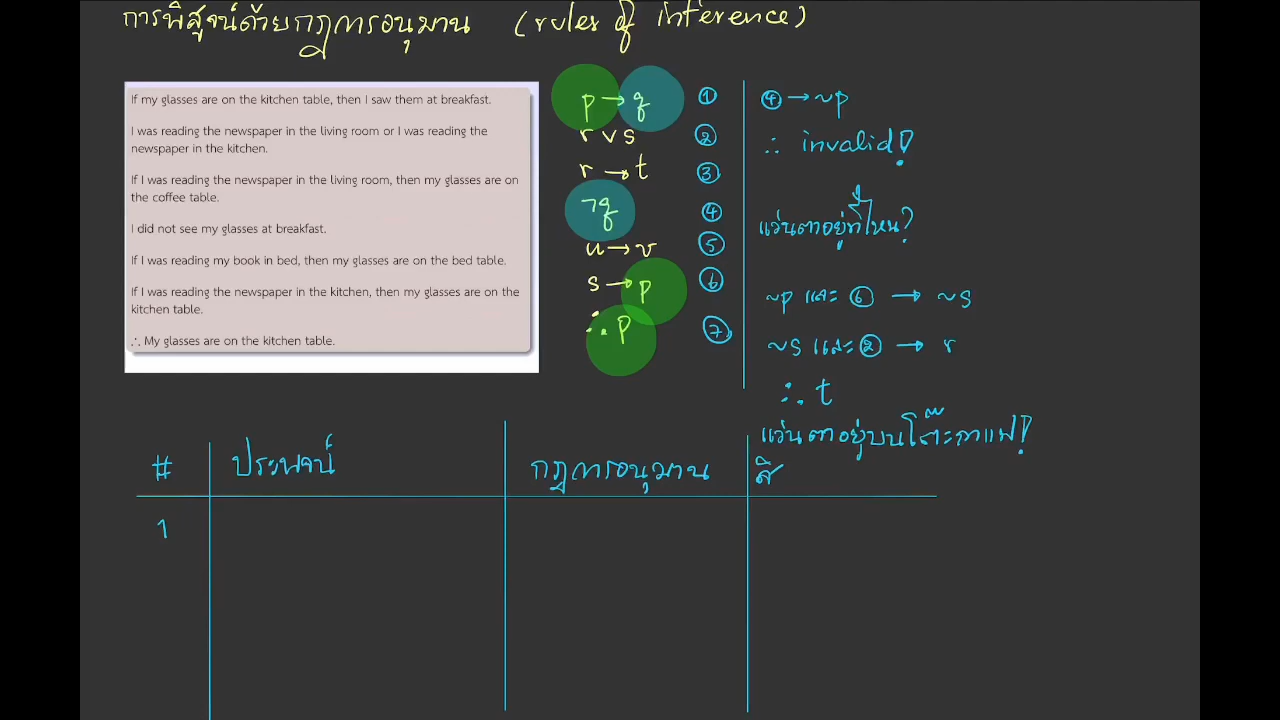 การพิสูจน์ด้วยกฎการอนุมาน (rules of inference)
If my glasses are on the kitchen table, then I saw them at breakfast.
I was reading the newspaper in the living room or I was reading the
newspaper in the kitchen.
If I was reading the newspaper in the living room, then my glasses are on
the coffee table.
I did not see my glasses at breakfast.
If I was reading my book in bed, then my glasses are on the bed table.
If I was reading the newspaper in the kitchen, then my glasses are on the
kitchen table.
∴ My glasses are on the kitchen table.
p → q ①
r ∨ s ②
r → t ③
¬q ④
u → v ⑤
s → p ⑥
∴ p ⑦
④ → ~p
∴ invalid!
แว่นตาอยู่ที่ไหน?
~p และ ⑥ → ~s
~s และ ② → r
∴ t
แว่นตาอยู่บนโต๊ะกาแฟ!
# ประพจน์ กฎการอนุมาน สิ
1